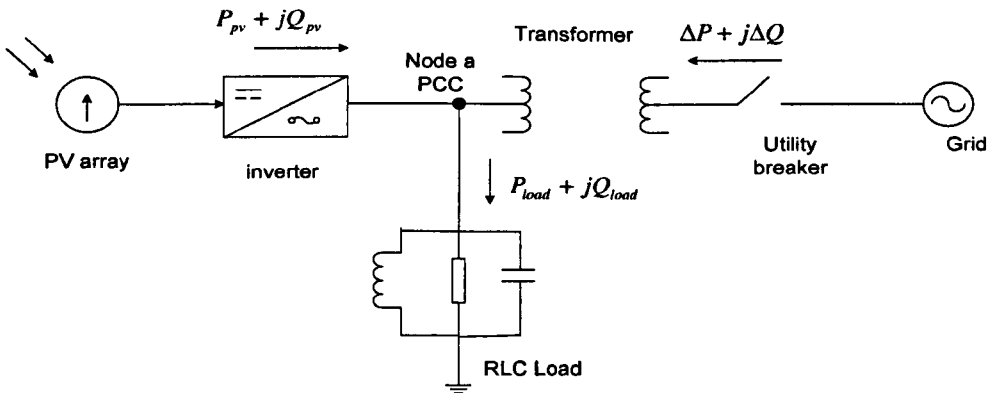 P_pv + jQ_pv
Transformer
ΔP + jΔQ
Node a
PCC
PV array
inverter
Utility
breaker
Grid
P_load + jQ_load
RLC Load